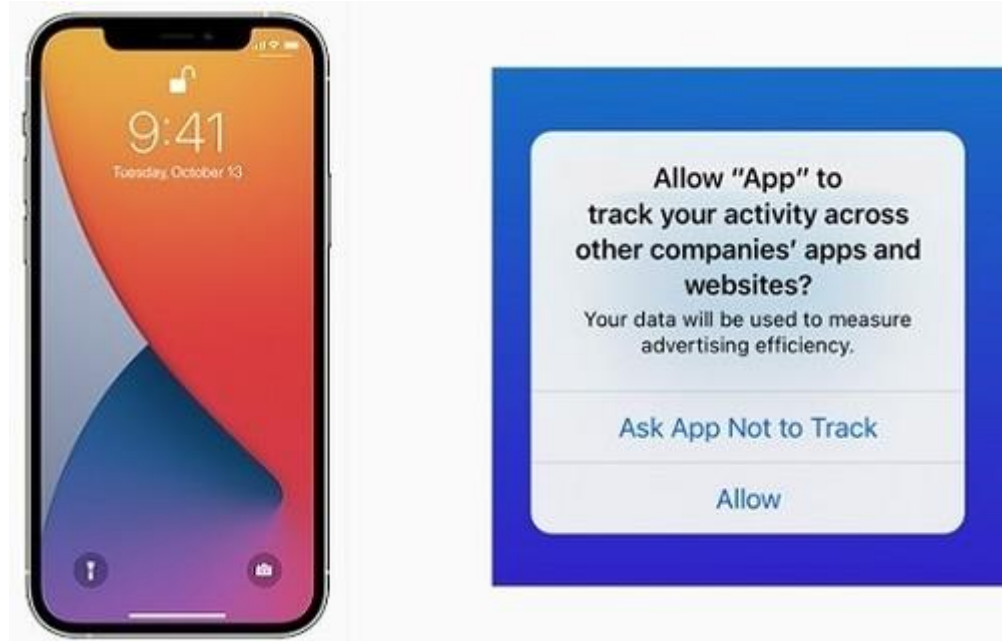 9:41
Tuesday, October 13
Allow "App" to
track your activity across
other companies' apps and
websites?
Your data will be used to measure
advertising efficiency.
Ask App Not to Track
Allow